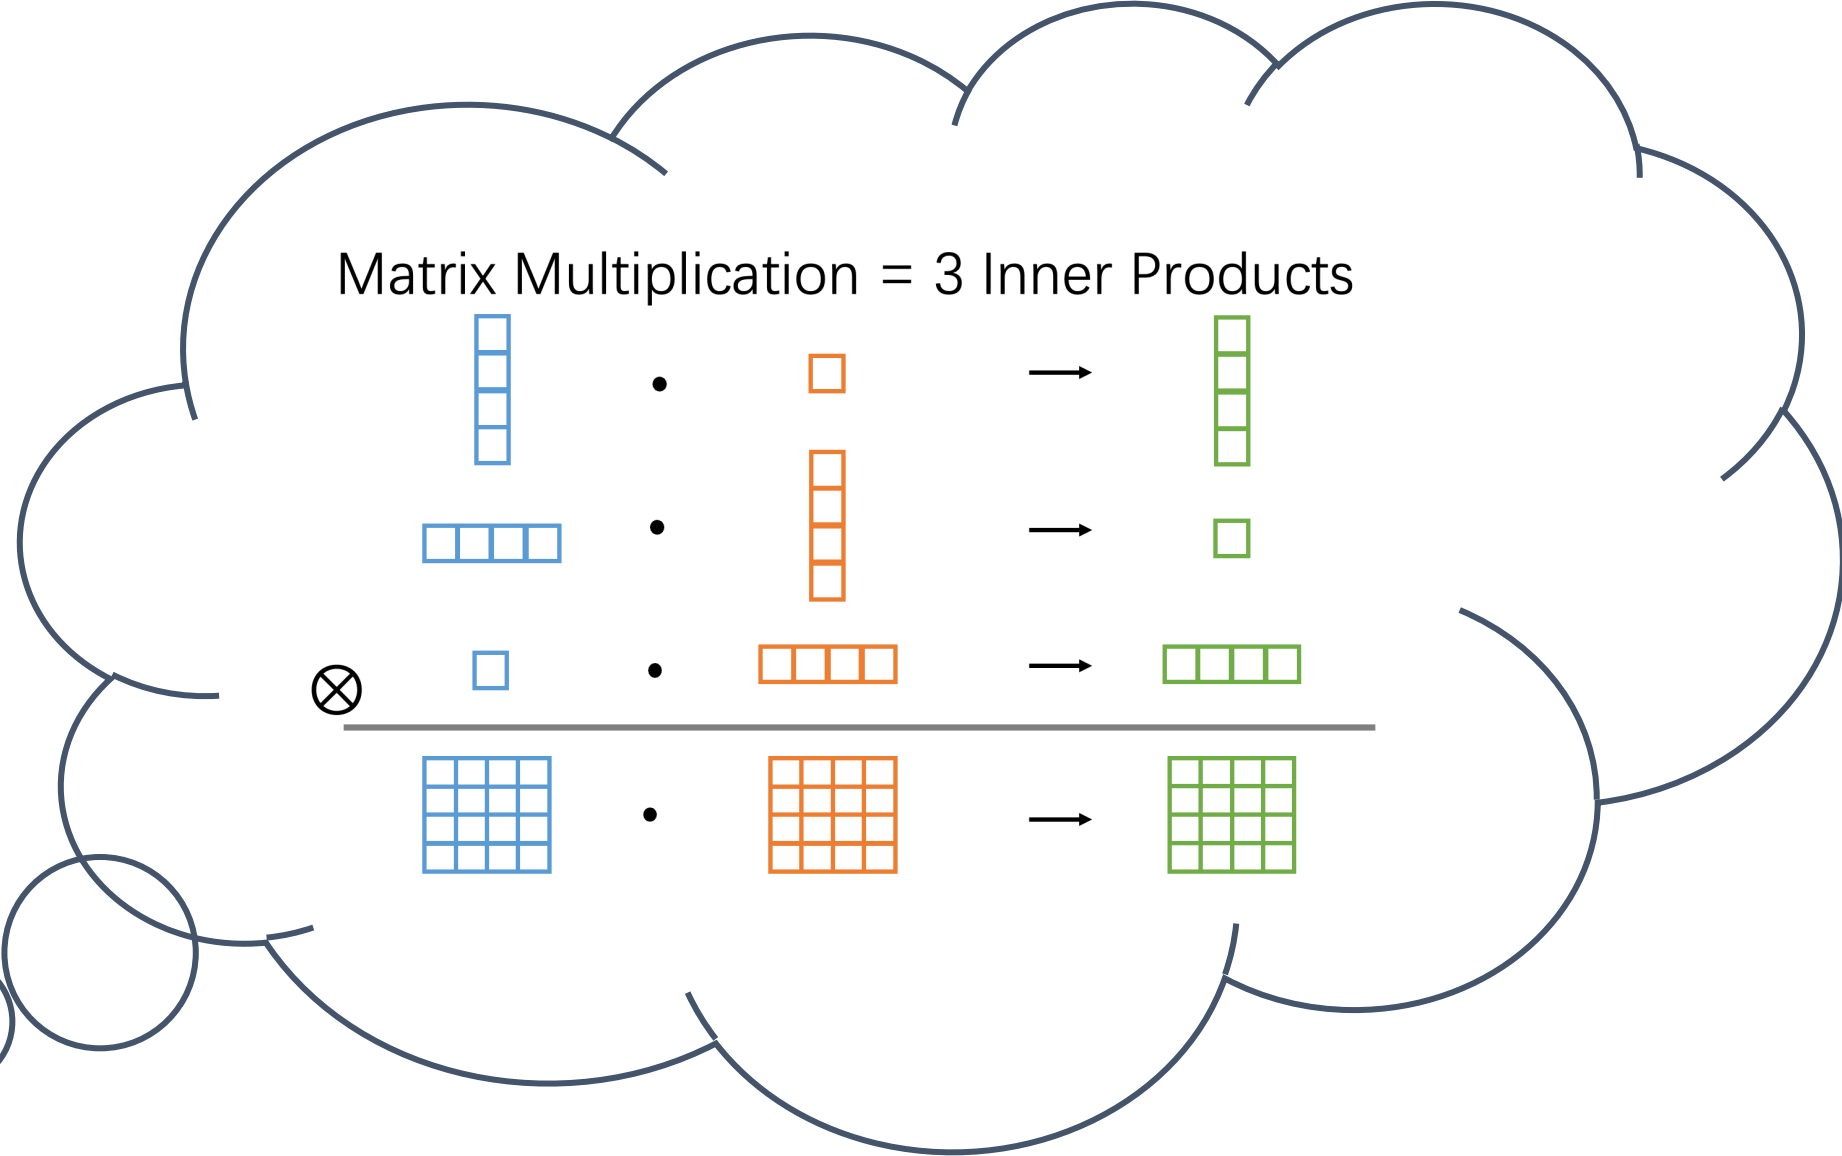 Matrix Multiplication = 3 Inner Products